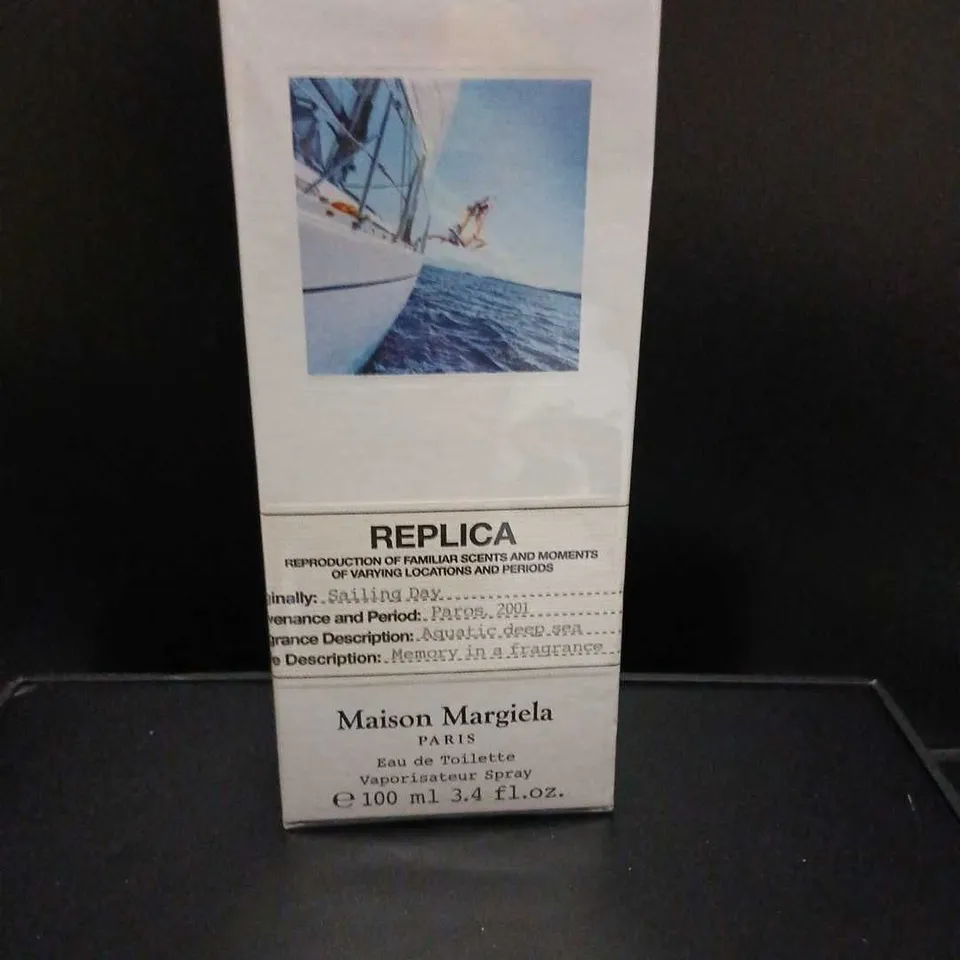 REPLICA
REPRODUCTION OF FAMILIAR SCENTS AND MOMENTS
OF VARYING LOCATIONS AND PERIODS
inally: Sailing Day
venance and Period: Paros, 2001
grance Description: Aquatic deep sea
e Description: Memory in a fragrance
Maison Margiela
PARIS
Eau de Toilette
Vaporisateur Spray
℮ 100 ml 3.4 fl.oz.